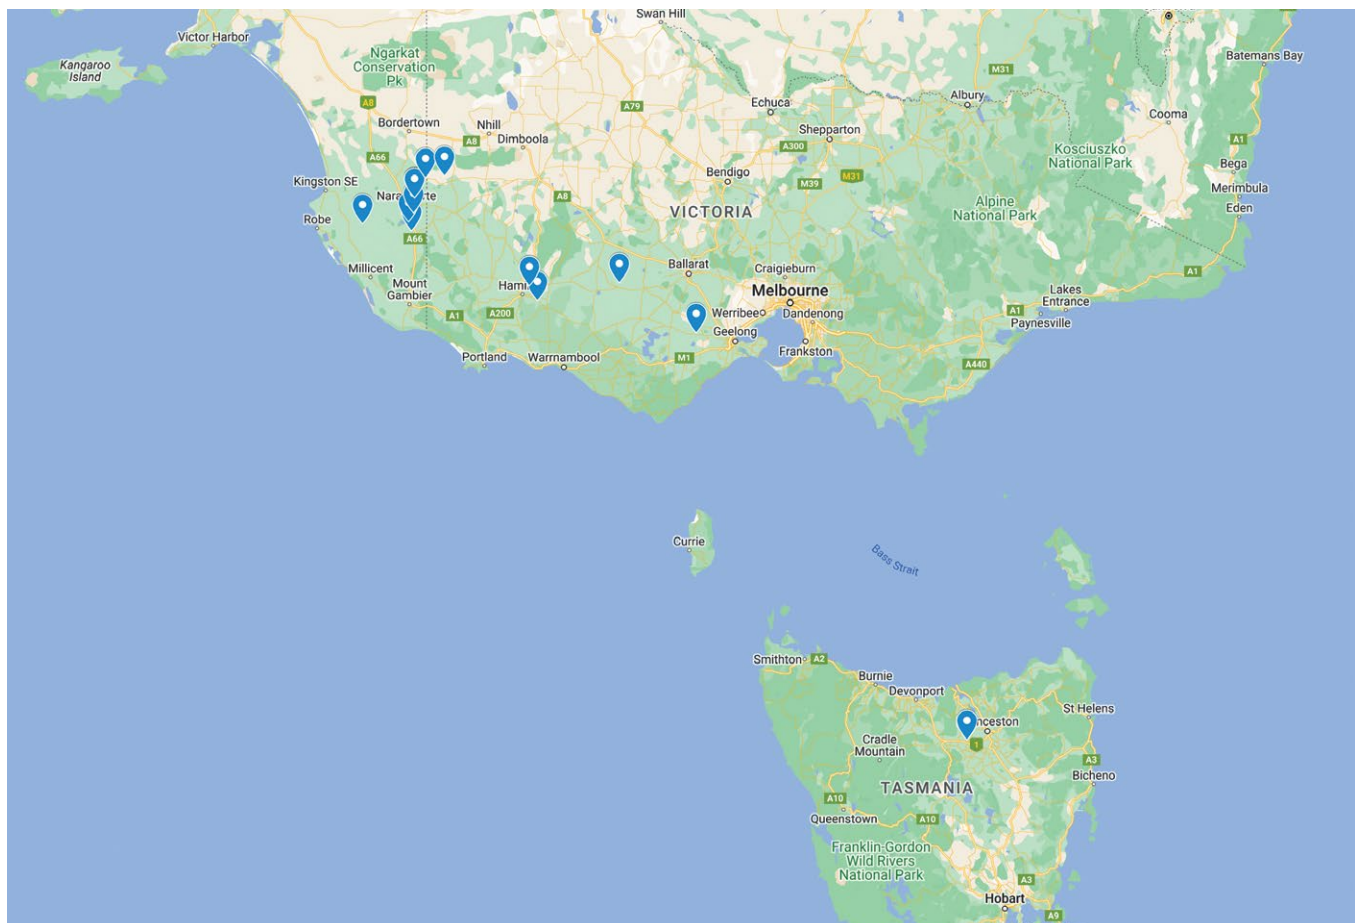 Swan Hill
Victor Harbor
Ngarkat
Conservation
Pk
Batemans Bay
Kangaroo
Island
M31
A8
A79
Albury
Echuca
Cooma
Bordertown
Nhill
Shepparton
A8
Dimboola
A300
A1
A66
Kosciuszko
National Park
Bega
Bendigo
M39
M31
Kingston SE
A8
Merimbula
Alpine
National Park
Eden
VICTORIA
Robe
A66
Ballarat
Craigieburn
Millicent
A1
Mount
Gambier
Melbourne
Lakes
Entrance
A1
A200
Werribee
Dandenong
A1
Paynesville
Geelong
Portland
Warrnambool
M1
Frankston
A440
Currie
Bass Strait
Smithton
A2
Burnie
Devonport
St Helens
Cradle
Mountain
1
A3
Bicheno
TASMANIA
A10
Queenstown
A10
Franklin-Gordon
Wild Rivers
National Park
A3
Hobart
A9